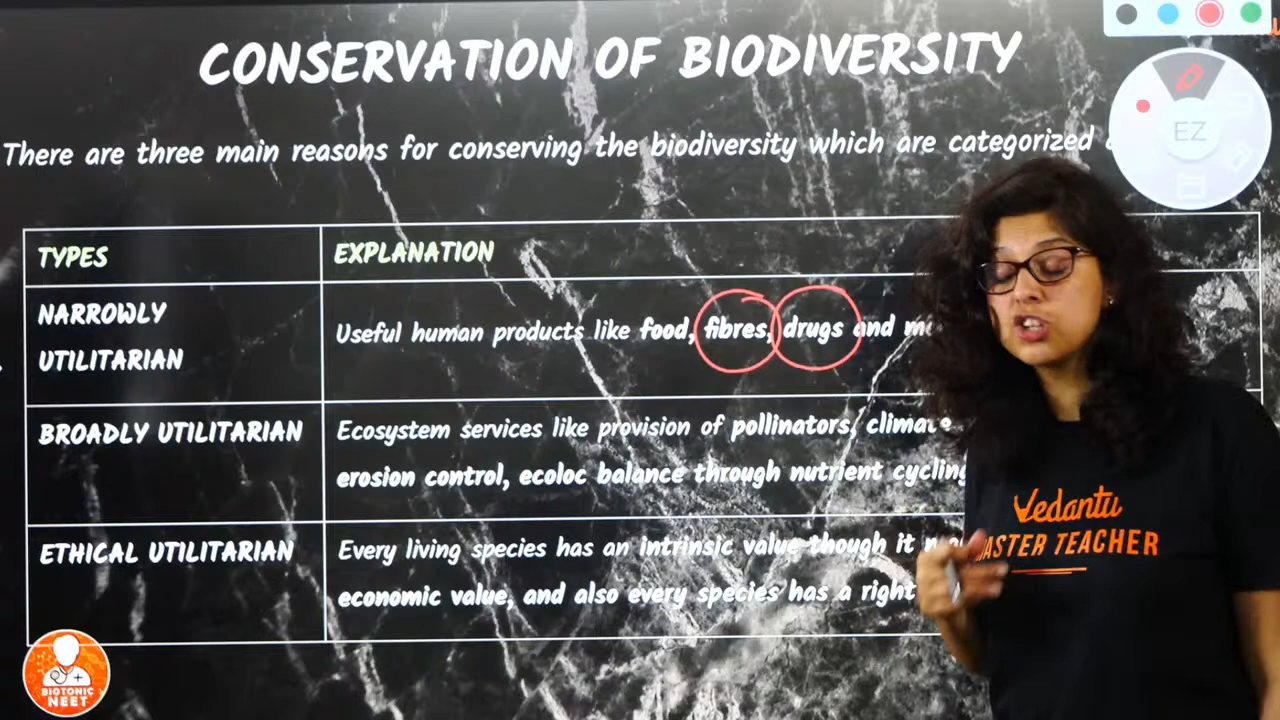 CONSERVATION OF BIODIVERSITY
There are three main reasons for conserving the biodiversity which are categorized
EZ
TYPES
EXPLANATION
NARROWLY
UTILITARIAN
Useful human products like food, fibres, drugs and
BROADLY UTILITARIAN
Ecosystem services like provision of pollinators, climate
erosion control, ecoloc balance through nutrient cycling
ETHICAL UTILITARIAN
Every living species has an intrinsic value though it
economic value, and also every species has a right
Vedantu
MASTER TEACHER
BIOTONIC
NEET